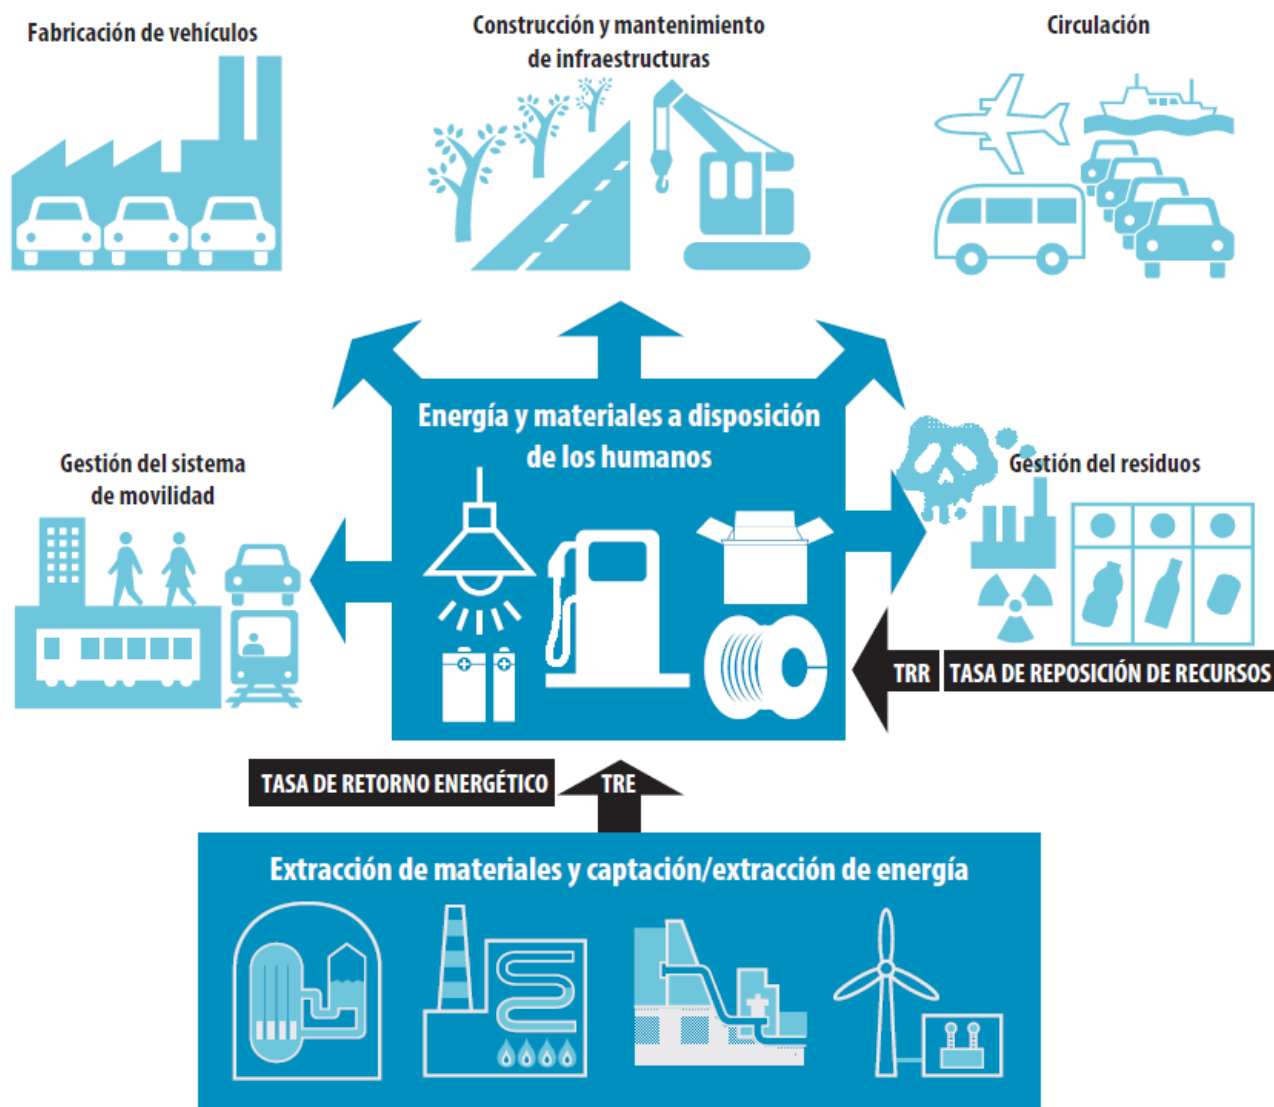 Fabricación de vehículos
Construcción y mantenimiento
de infraestructuras
Circulación
Energía y materiales a disposición
de los humanos
Gestión del sistema
de movilidad
Gestión del residuos
TRR
TASA DE REPOSICIÓN DE RECURSOS
TASA DE RETORNO ENERGÉTICO
TRE
Extracción de materiales y captación/extracción de energía